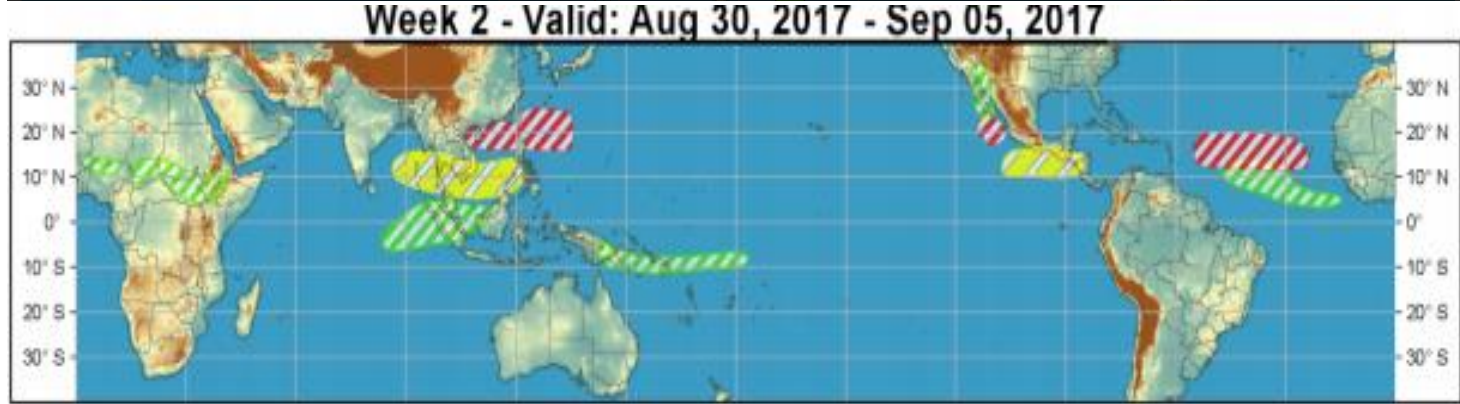 Week 2 - Valid: Aug 30, 2017 - Sep 05, 2017
30° N 30° N
20° N 20° N
10° N 10° N
0° 0°
10° S 10° S
20° S 20° S
30° S 30° S